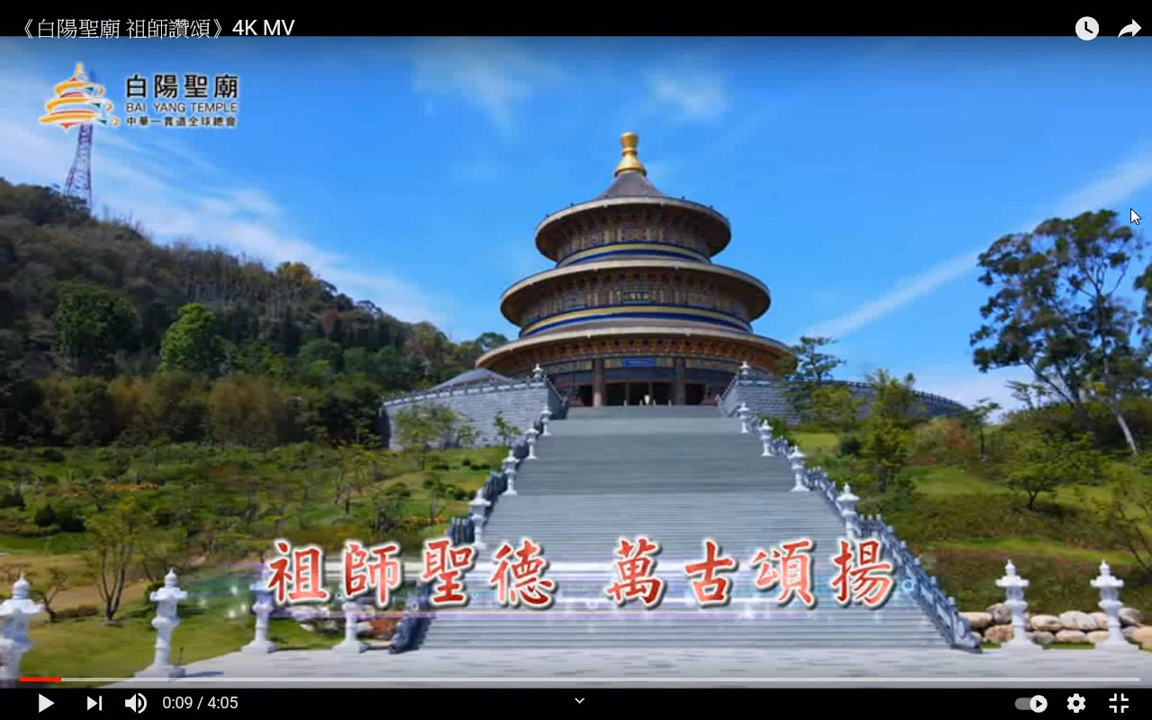 《白陽聖廟 祖師讚頌》4K MV
白陽聖廟
BAI YANG TEMPLE
中華一貫道全球總會
祖師聖德 萬古頌揚
0:09 / 4:05